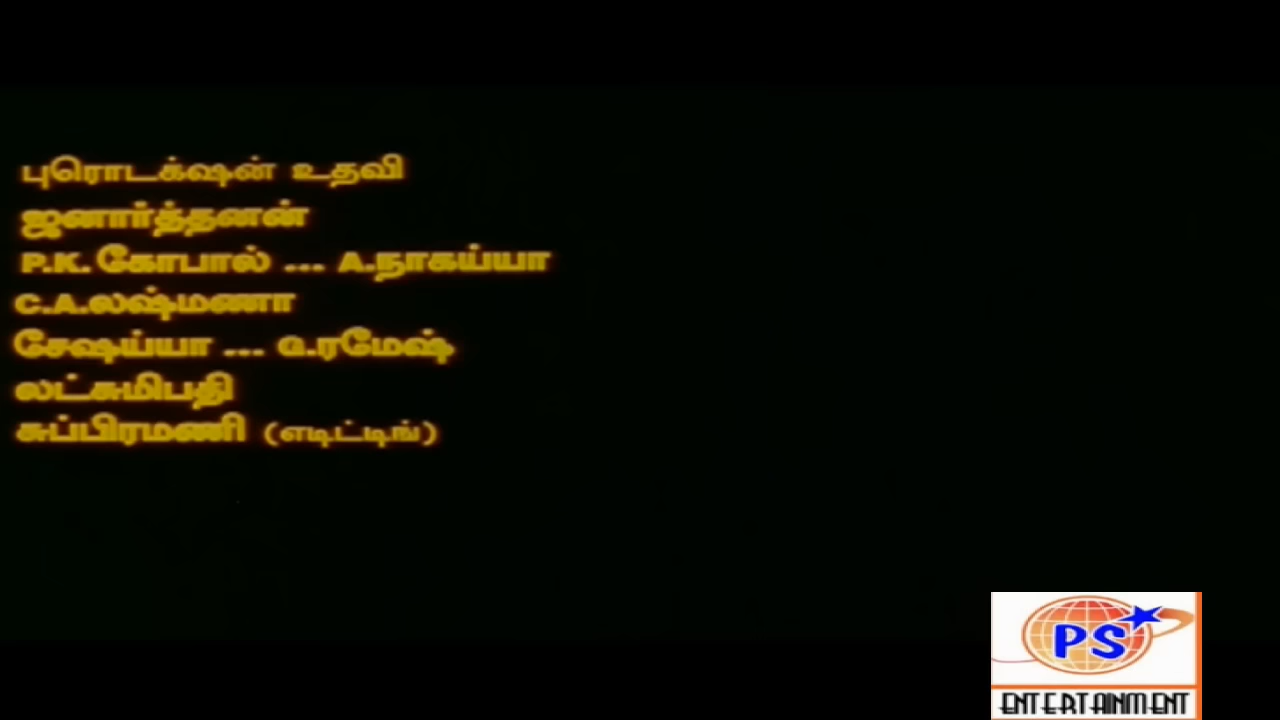 புரொடக்ஷன் உதவி
ஜனார்த்தனன்
P.K. கோபால் ... A.நாகய்யா
C.A.லஷ்மணா
சேஷய்யா ... G.ரமேஷ்
லட்சுமிபதி
சுப்பிரமணி (எடிட்டிங்)
PS
ENTERTAINMENT